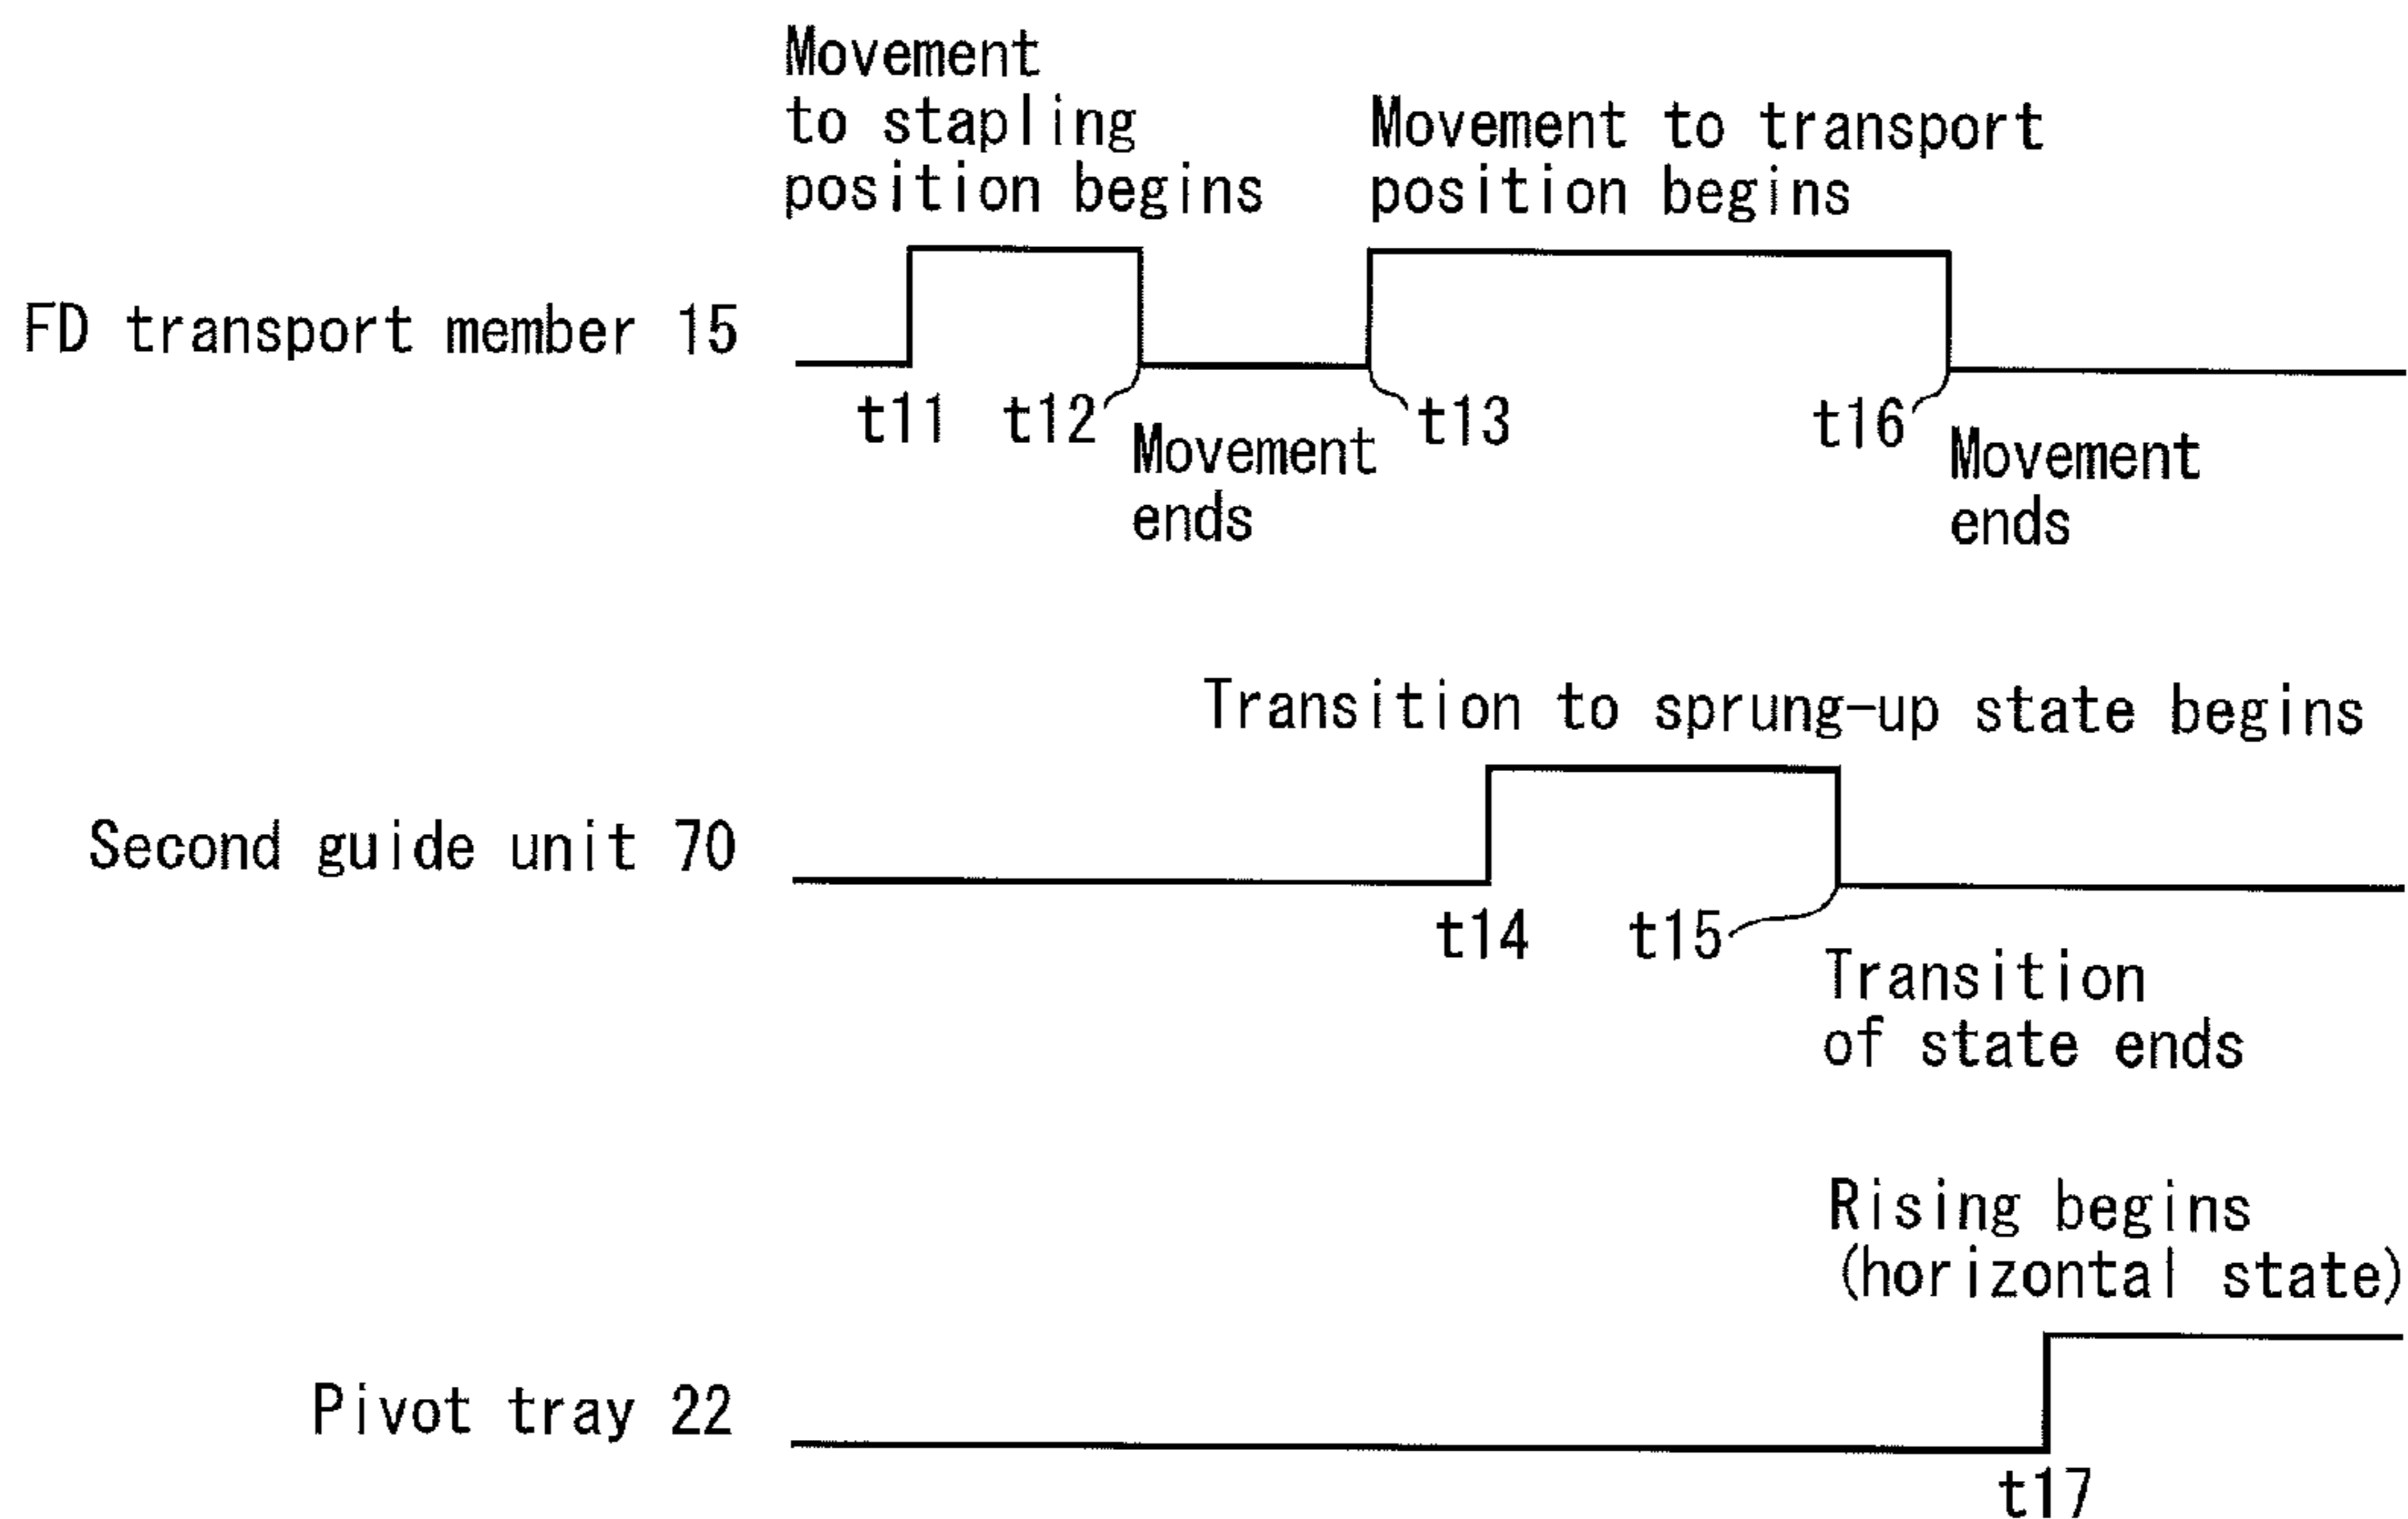 Movement
to stapling
position begins
Movement to transport
position begins
FD transport member 15
t11
t12
Movement
ends
t13
t16
Movement
ends
Transition to sprung-up state begins
Second guide unit 70
t14
t15
Transition
of state ends
Rising begins
(horizontal state)
Pivot tray 22
t17